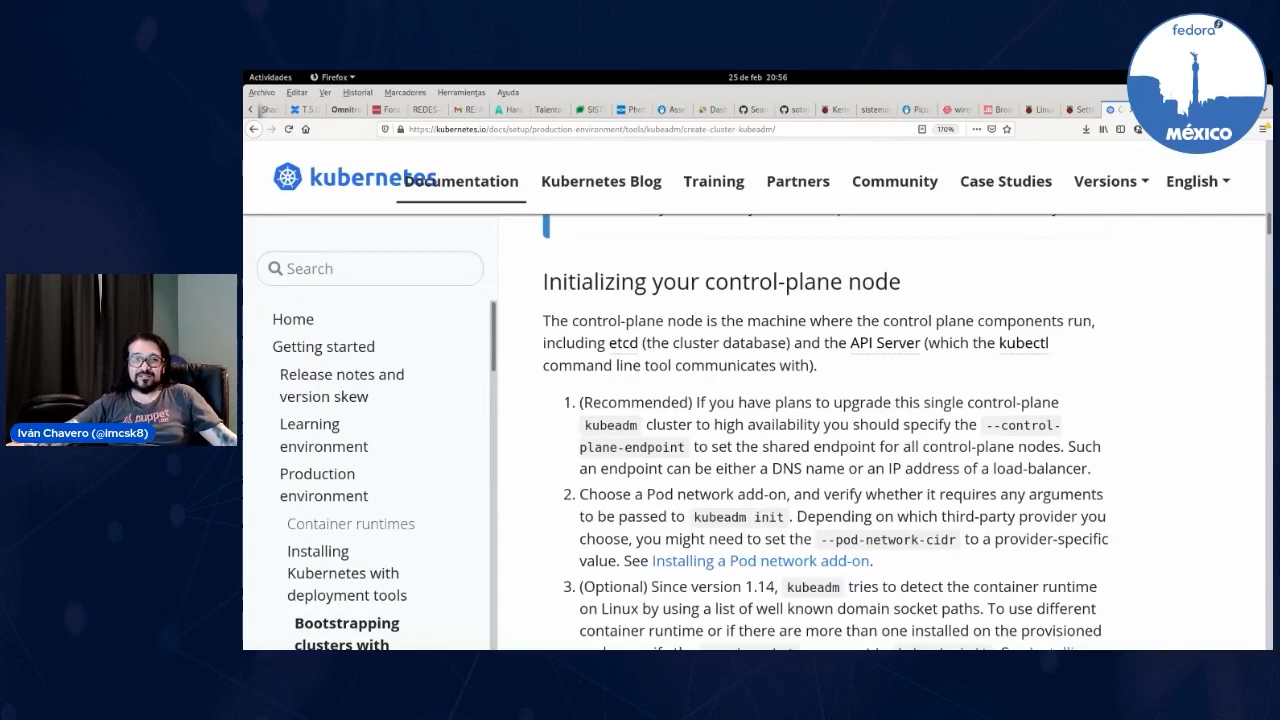 fedora
MÉXICO
Actividades
Firefox
25 de feb 20:56
Archivo Editar Ver Historial Marcadores Herramientas Ayuda
T.5. Omnitr REDES- Talento SIST sistema
https://kubernetes.io/docs/setup/production-environment/tools/kubeadm/create-cluster-kubeadm/
170%
kubernetes
Documentation
Kubernetes Blog
Training
Partners
Community
Case Studies
Versions
English
Search
Home
Getting started
Release notes and
version skew
Learning
environment
Production
environment
Container runtimes
Installing
Kubernetes with
deployment tools
Bootstrapping
clusters with
Initializing your control-plane node
The control-plane node is the machine where the control plane components run,
including etcd (the cluster database) and the API Server (which the kubectl
command line tool communicates with).
1. (Recommended) If you have plans to upgrade this single control-plane
kubeadm cluster to high availability you should specify the --control-
plane-endpoint to set the shared endpoint for all control-plane nodes. Such
an endpoint can be either a DNS name or an IP address of a load-balancer.
2. Choose a Pod network add-on, and verify whether it requires any arguments
to be passed to kubeadm init. Depending on which third-party provider you
choose, you might need to set the --pod-network-cidr to a provider-specific
value. See Installing a Pod network add-on.
3. (Optional) Since version 1.14, kubeadm tries to detect the container runtime
on Linux by using a list of well known domain socket paths. To use different
container runtime or if there are more than one installed on the provisioned
puppet
Iván Chavero (@imcsk8)